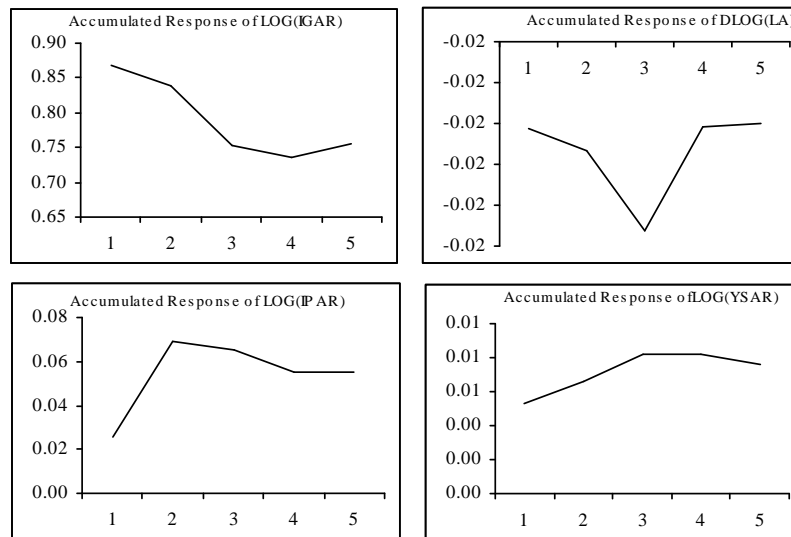 Accumulated Response of LOG(IGAR)
0.90
0.85
0.80
0.75
0.70
0.65
1 2 3 4 5
Accumulated Response of DLOG(LA)
-0.02
-0.02
-0.02
-0.02
-0.02
-0.02
1 2 3 4 5
Accumulated Response of LOG(IPAR)
0.08
0.06
0.04
0.02
0.00
1 2 3 4 5
Accumulated Response of LOG(YSAR)
0.01
0.01
0.01
0.00
0.00
0.00
1 2 3 4 5